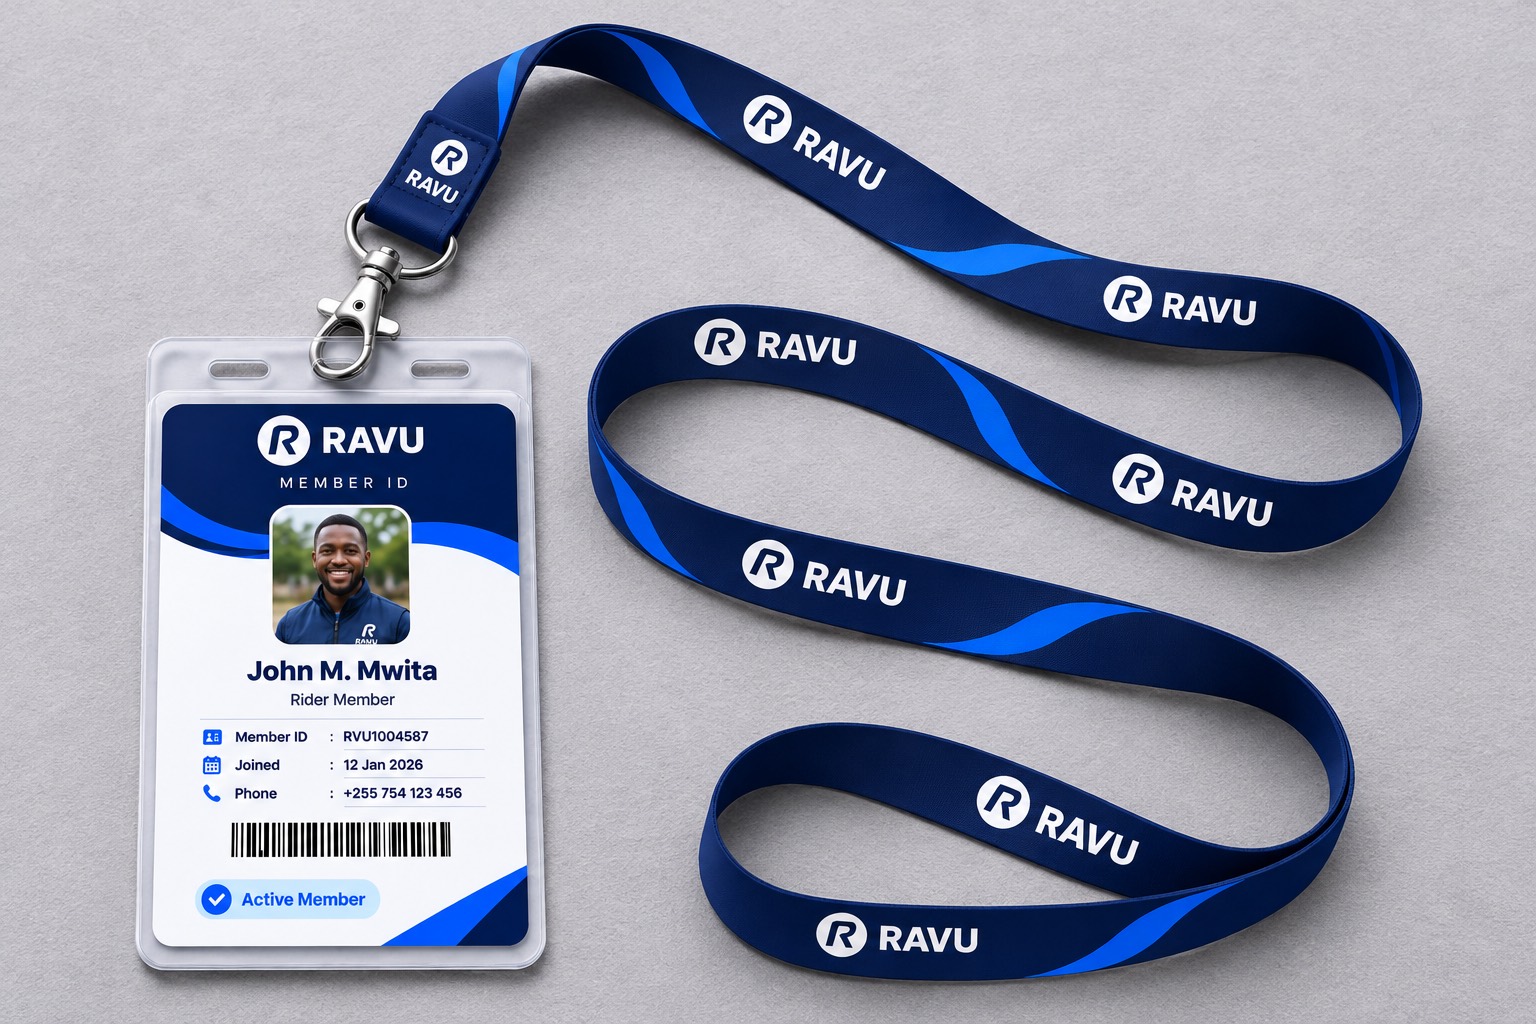 R RAVU
R RAVU
R RAVU
R RAVU
R RAVU
R RAVU
R RAVU
R RAVU
R RAVU
MEMBER ID
R
RAVU
John M. Mwita
Rider Member
Member ID : RVU1004587
Joined : 12 Jan 2026
Phone : +255 754 123 456
Active Member